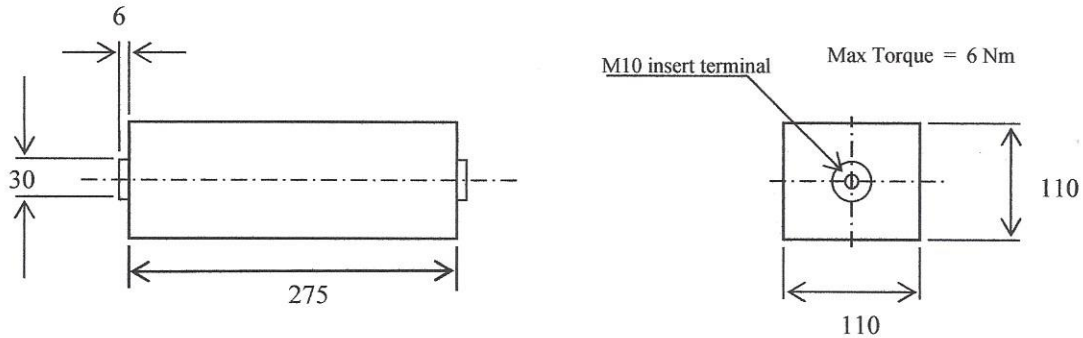 6
30
275
M10 insert terminal
Max Torque = 6 Nm
110
110